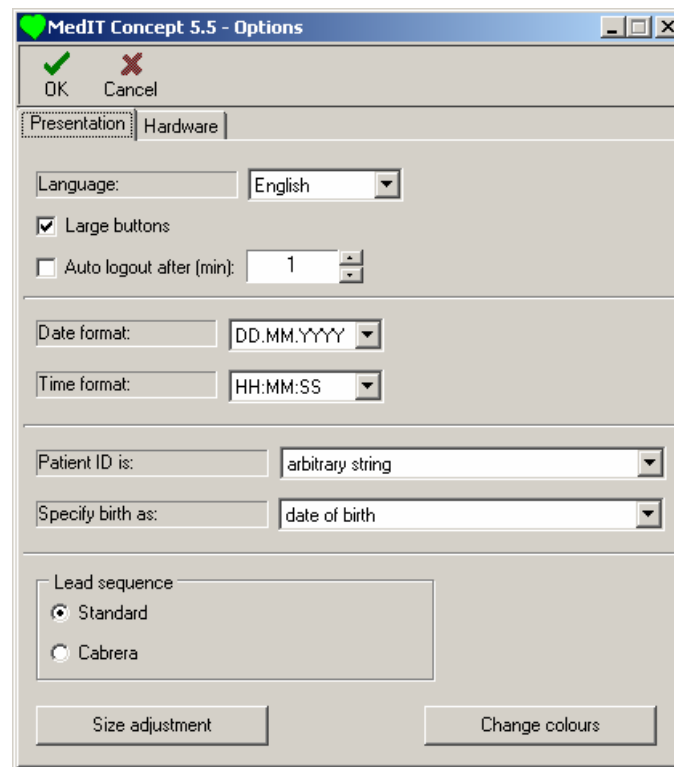 MedIT Concept 5.5 - Options
OK Cancel
Presentation Hardware
Language: English
Large buttons
Auto logout after (min): 1
Date format: DD.MM.YYYY
Time format: HH:MM:SS
Patient ID is: arbitrary string
Specify birth as: date of birth
Lead sequence
Standard
Cabrera
Size adjustment Change colours